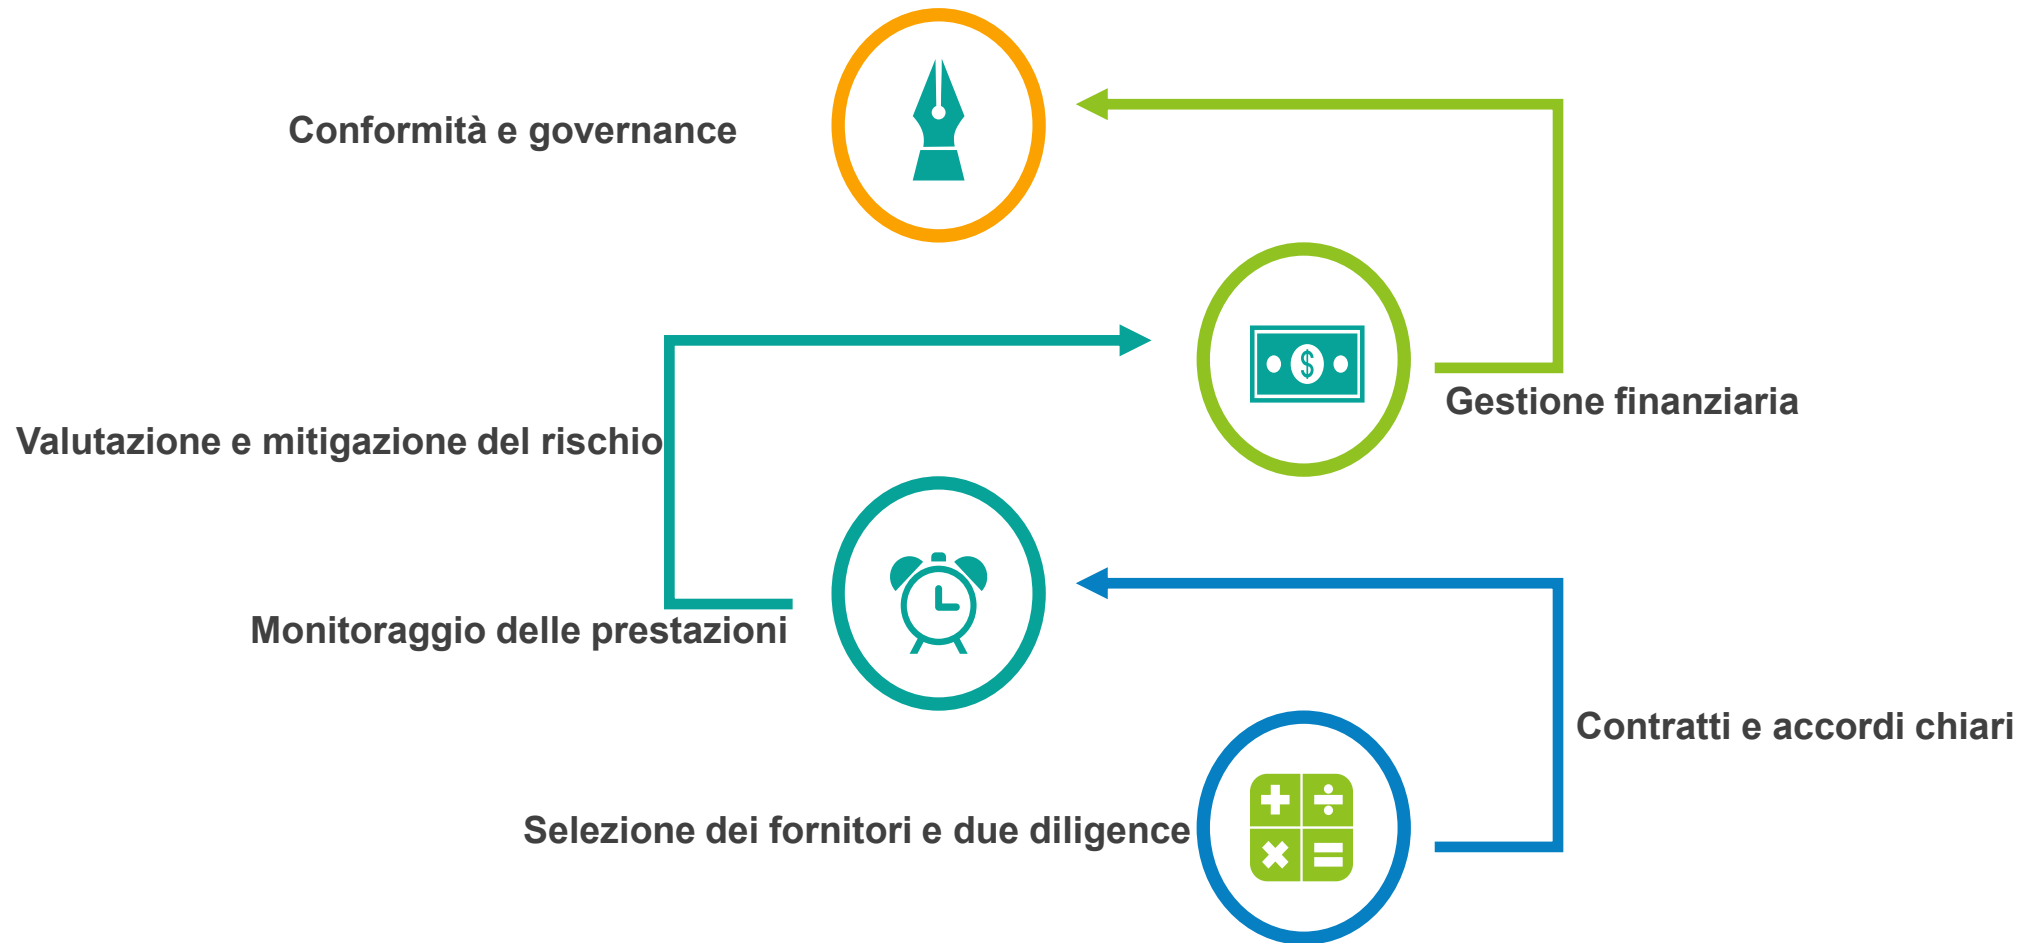 Conformità e governance
Gestione finanziaria
Valutazione e mitigazione del rischio
Monitoraggio delle prestazioni
Contratti e accordi chiari
Selezione dei fornitori e due diligence
$